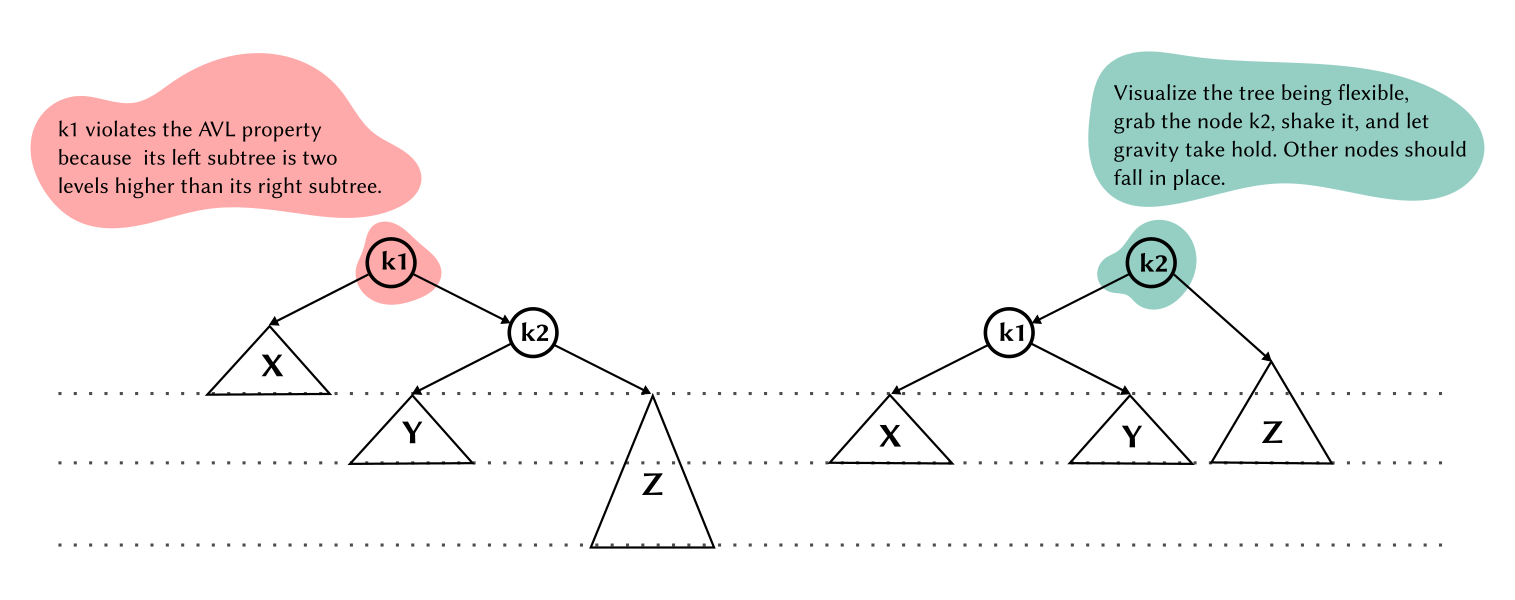 k1 violates the AVL property
because its left subtree is two
levels higher than its right subtree.
Visualize the tree being flexible,
grab the node k2, shake it, and let
gravity take hold. Other nodes should
fall in place.
k1
k2
X
Y
Z
k2
k1
X
Y
Z